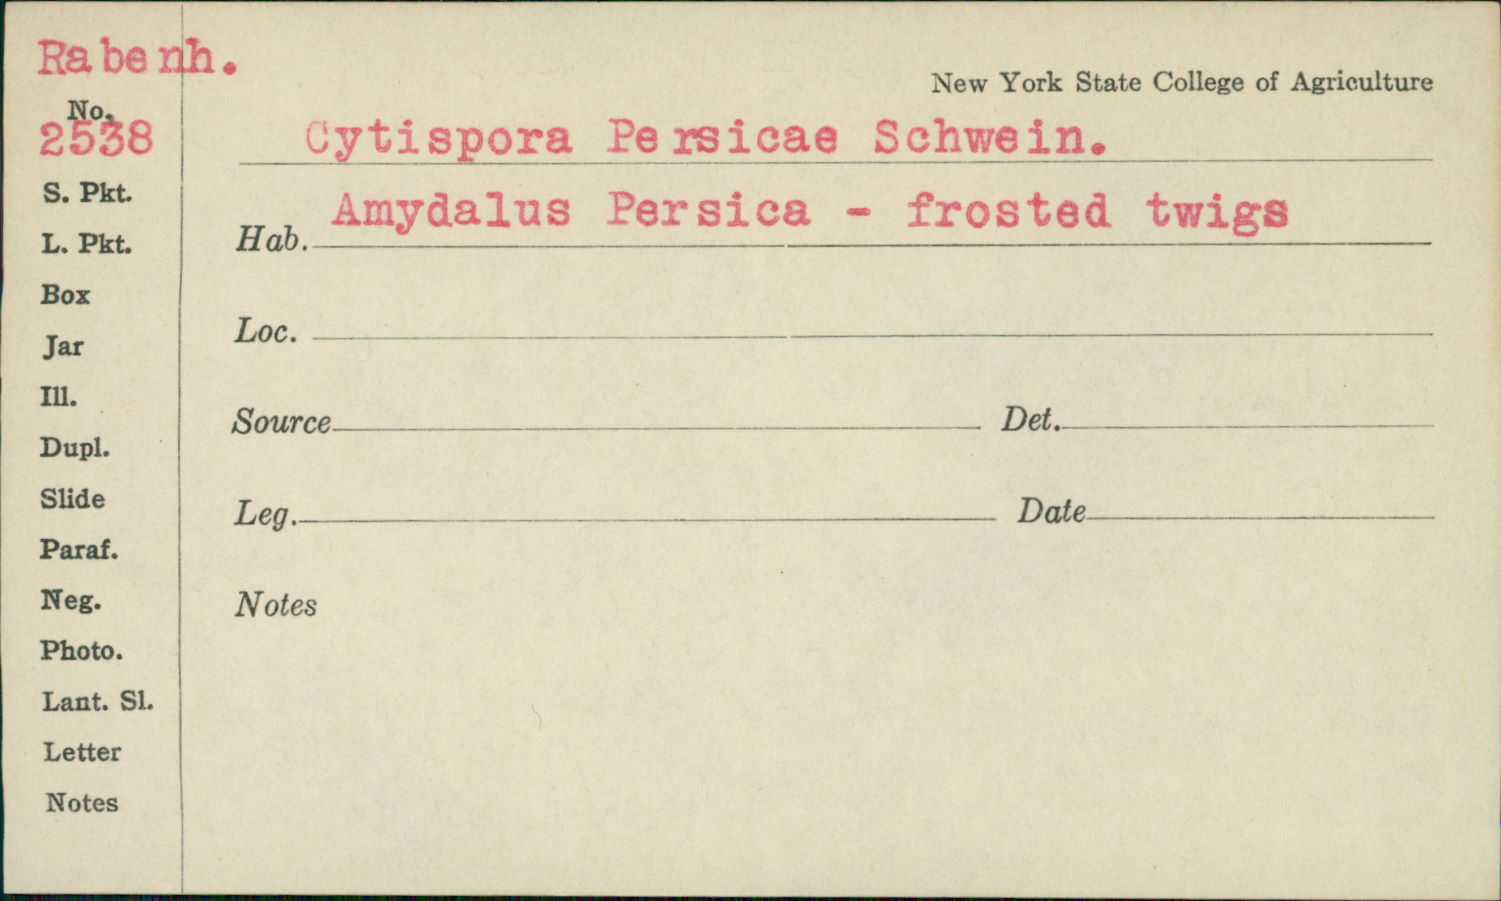 Rabenh.
New York State College of Agriculture
No.
2538
Cytispora Persicae Schwein.
Hab. Amydalus Persica - frosted twigs
Loc.
Source Det.
Leg. Date
Notes
S. Pkt.
L. Pkt.
Box
Jar
Ill.
Dupl.
Slide
Paraf.
Neg.
Photo.
Lant. Sl.
Letter
Notes